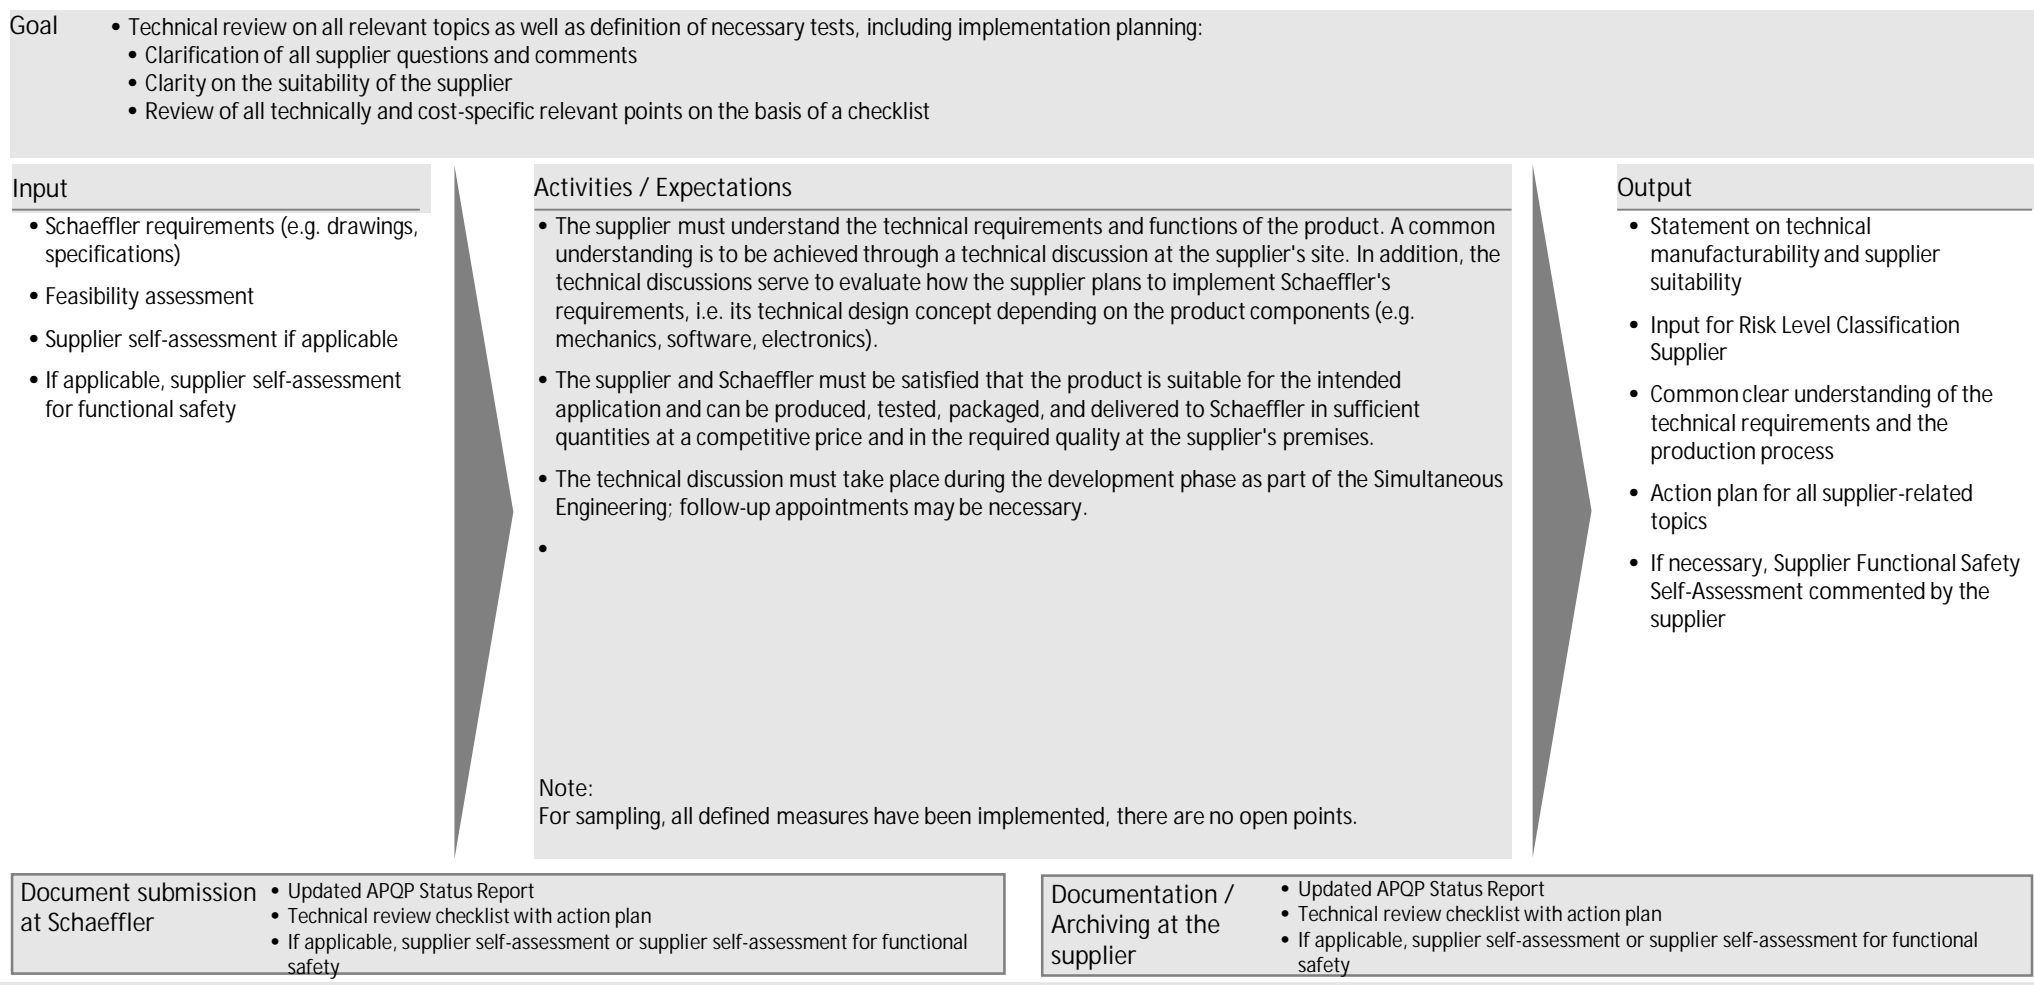 Goal
• Technical review on all relevant topics as well as definition of necessary tests, including implementation planning:
• Clarification of all supplier questions and comments
• Clarity on the suitability of the supplier
• Review of all technically and cost-specific relevant points on the basis of a checklist
Input
• Schaeffler requirements (e.g. drawings,
specifications)
• Feasibility assessment
• Supplier self-assessment if applicable
• If applicable, supplier self-assessment
for functional safety
Activities / Expectations
• The supplier must understand the technical requirements and functions of the product. A common
understanding is to be achieved through a technical discussion at the supplier's site. In addition, the
technical discussions serve to evaluate how the supplier plans to implement Schaeffler's
requirements, i.e. its technical design concept depending on the product components (e.g.
mechanics, software, electronics).
• The supplier and Schaeffler must be satisfied that the product is suitable for the intended
application and can be produced, tested, packaged, and delivered to Schaeffler in sufficient
quantities at a competitive price and in the required quality at the supplier's premises.
• The technical discussion must take place during the development phase as part of the Simultaneous
Engineering; follow-up appointments may be necessary.
•
Note:
For sampling, all defined measures have been implemented, there are no open points.
Output
• Statement on technical
manufacturability and supplier
suitability
• Input for Risk Level Classification
Supplier
• Common clear understanding of the
technical requirements and the
production process
• Action plan for all supplier-related
topics
• If necessary, Supplier Functional Safety
Self-Assessment commented by the
supplier
Document submission
at Schaeffler
• Updated APQP Status Report
• Technical review checklist with action plan
• If applicable, supplier self-assessment or supplier self-assessment for functional
safety
Documentation /
Archiving at the
supplier
• Updated APQP Status Report
• Technical review checklist with action plan
• If applicable, supplier self-assessment or supplier self-assessment for functional
safety